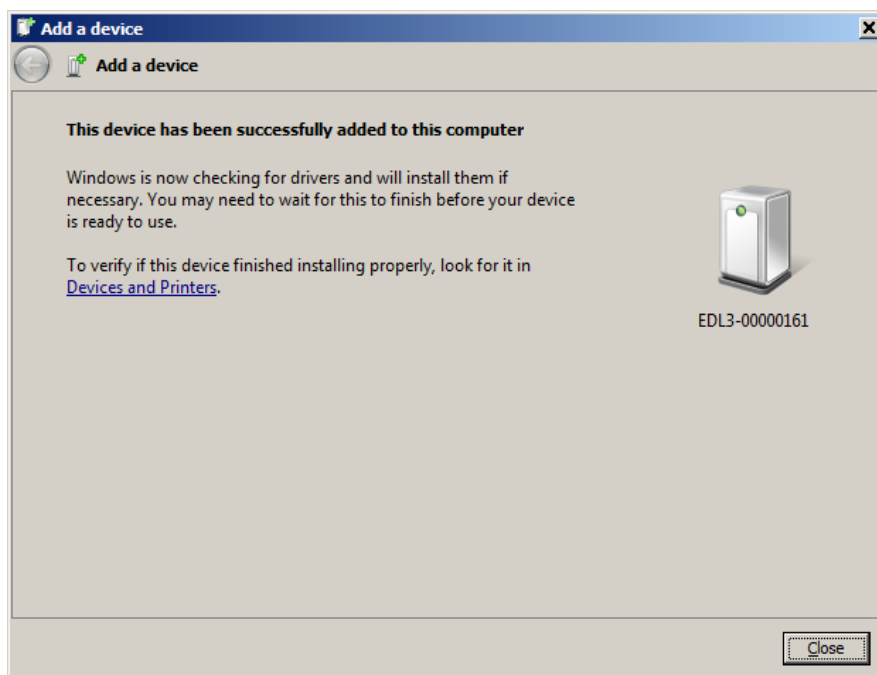 Add a device
Add a device
This device has been successfully added to this computer
Windows is now checking for drivers and will install them if
necessary. You may need to wait for this to finish before your device
is ready to use.
To verify if this device finished installing properly, look for it in
Devices and Printers.
EDL3-00000161
Close